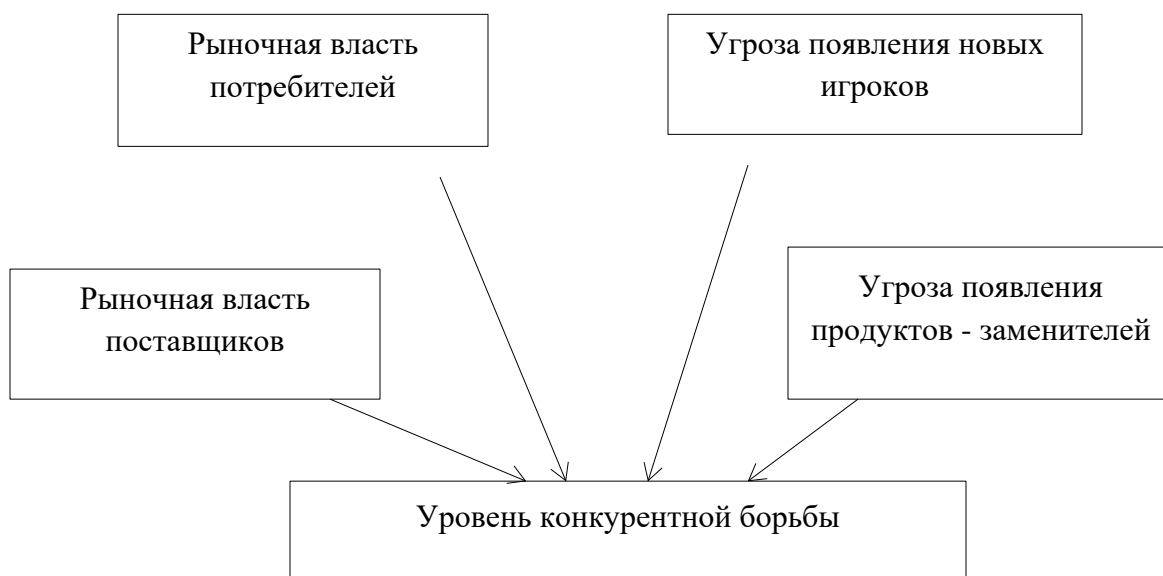 Рыночная власть
потребителей
Угроза появления новых
игроков
Рыночная власть
поставщиков
Угроза появления
продуктов - заменителей
Уровень конкурентной борьбы